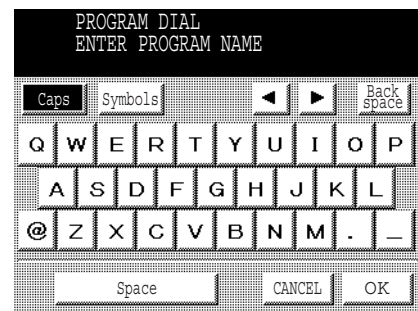 PROGRAM DIAL
ENTER PROGRAM NAME
Caps Symbols ◄ ► Back space
Q W E R T Y U I O P
A S D F G H J K L
@ Z X C V B N M . _
Space CANCEL OK